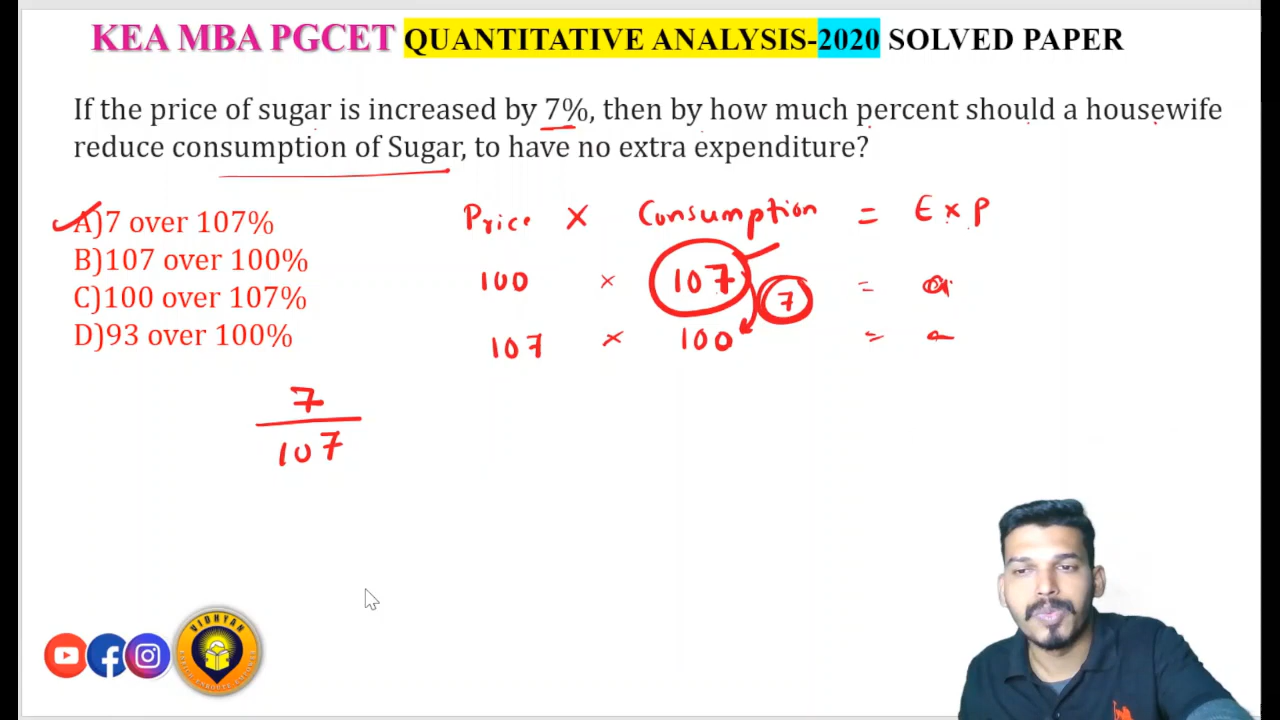 KEA MBA PGCET QUANTITATIVE ANALYSIS-2020 SOLVED PAPER
If the price of sugar is increased by 7%, then by how much percent should a housewife
reduce consumption of Sugar, to have no extra expenditure?
A)7 over 107%
B)107 over 100%
C)100 over 107%
D)93 over 100%
Price × Consumption = Exp
100 × 107 =
7
107 × 100 =
7
107
VIDHYAN